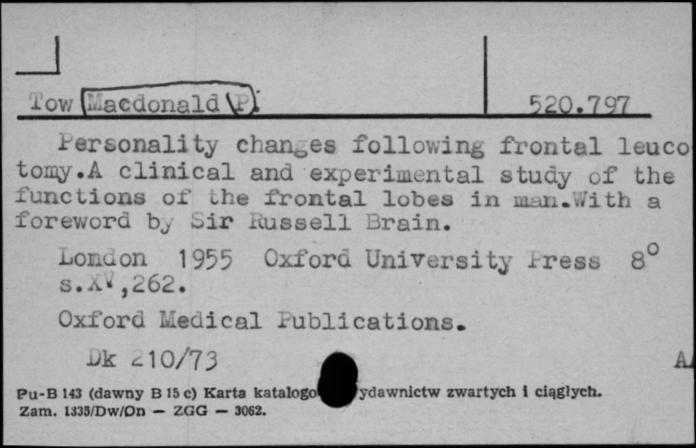 Tow Macdonald P. 520.797
Personality changes following frontal leuco
tomy.A clinical and experimental study of the
functions of the frontal lobes in man.With a
foreword by Sir Russell Brain.
London 1955 Oxford University Press 8°
s.XV,262.
Oxford Medical Publications.
Dk 210/73
Pu-B 143 (dawny B 15 c) Karta katalogo ydawnictw zwartych i ciągłych.
Zam. 1335/Dw/On — ZGG — 3062.